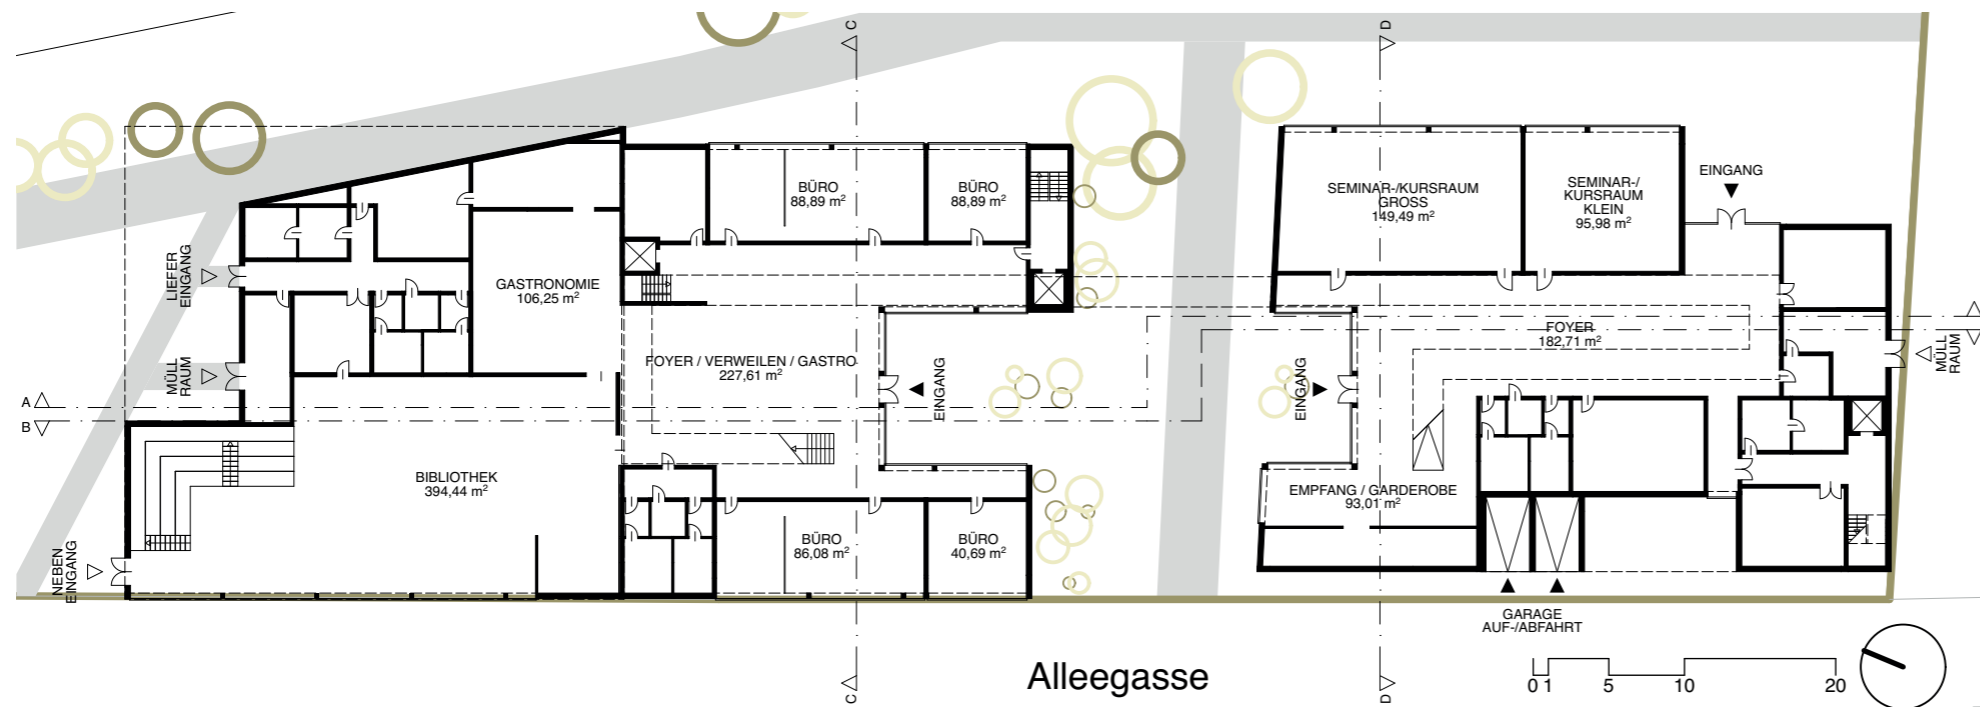 C
D
LIEFER
EINGANG
MÜLL
RAUM
A
B
NEBEN
EINGANG
GASTRONOMIE
106,25 m²
BÜRO
88,89 m²
BÜRO
88,89 m²
FOYER / VERWEILEN / GASTRO
227,61 m²
EINGANG
BIBLIOTHEK
394,44 m²
BÜRO
86,08 m²
BÜRO
40,69 m²
SEMINAR-/KURSRAUM
GROSS
149,49 m²
SEMINAR-/
KURSRAUM
KLEIN
95,98 m²
EINGANG
EINGANG
FOYER
182,71 m²
MÜLL
RAUM
EMPFANG / GARDEROBE
93,01 m²
GARAGE
AUF-/ABFAHRT
C
D
Alleegasse
0 1 5 10 20